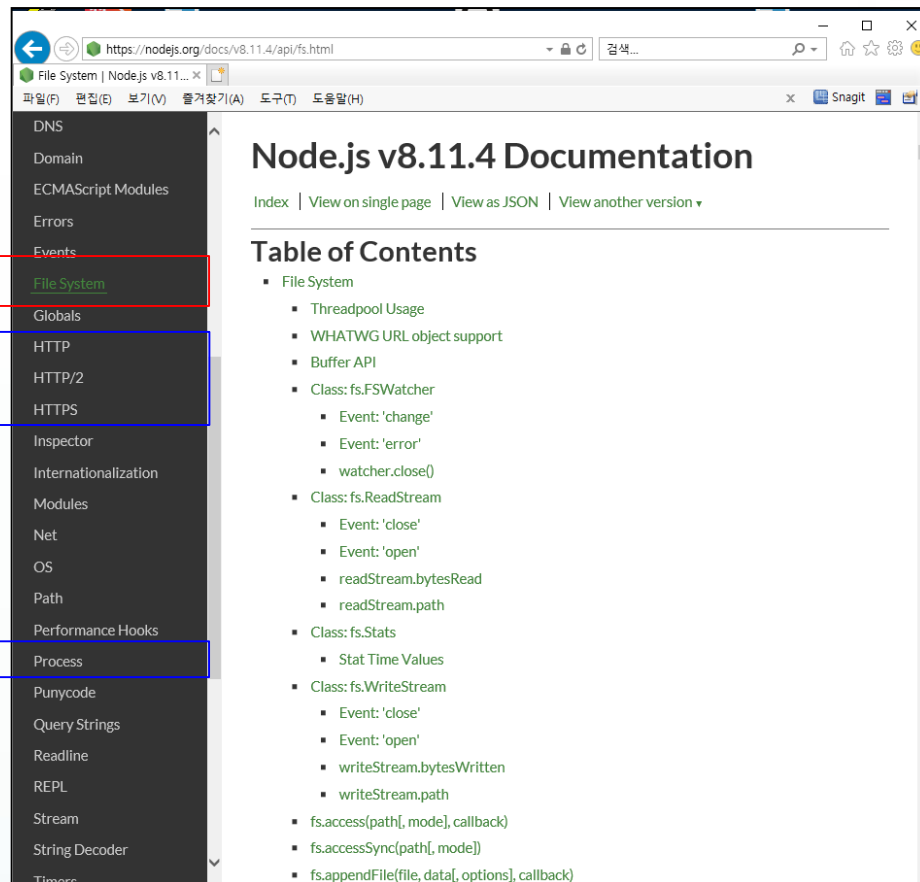 https://nodejs.org/docs/v8.11.4/api/fs.html
검색...
File System | Node.js v8.11...
파일(F) 편집(E) 보기(V) 즐겨찾기(A) 도구(T) 도움말(H)
x Snagit
DNS
Domain
ECMAScript Modules
Errors
Events
File System
Globals
HTTP
HTTP/2
HTTPS
Inspector
Internationalization
Modules
Net
OS
Path
Performance Hooks
Process
Punycode
Query Strings
Readline
REPL
Stream
String Decoder
Timers
Node.js v8.11.4 Documentation
Index | View on single page | View as JSON | View another version ▾
Table of Contents
▪ File System
▪ Threadpool Usage
▪ WHATWG URL object support
▪ Buffer API
▪ Class: fs.FSWatcher
▪ Event: 'change'
▪ Event: 'error'
▪ watcher.close()
▪ Class: fs.ReadStream
▪ Event: 'close'
▪ Event: 'open'
▪ readStream.bytesRead
▪ readStream.path
▪ Class: fs.Stats
▪ Stat Time Values
▪ Class: fs.WriteStream
▪ Event: 'close'
▪ Event: 'open'
▪ writeStream.bytesWritten
▪ writeStream.path
▪ fs.access(path[, mode], callback)
▪ fs.accessSync(path[, mode])
▪ fs.appendFile(file, data[, options], callback)